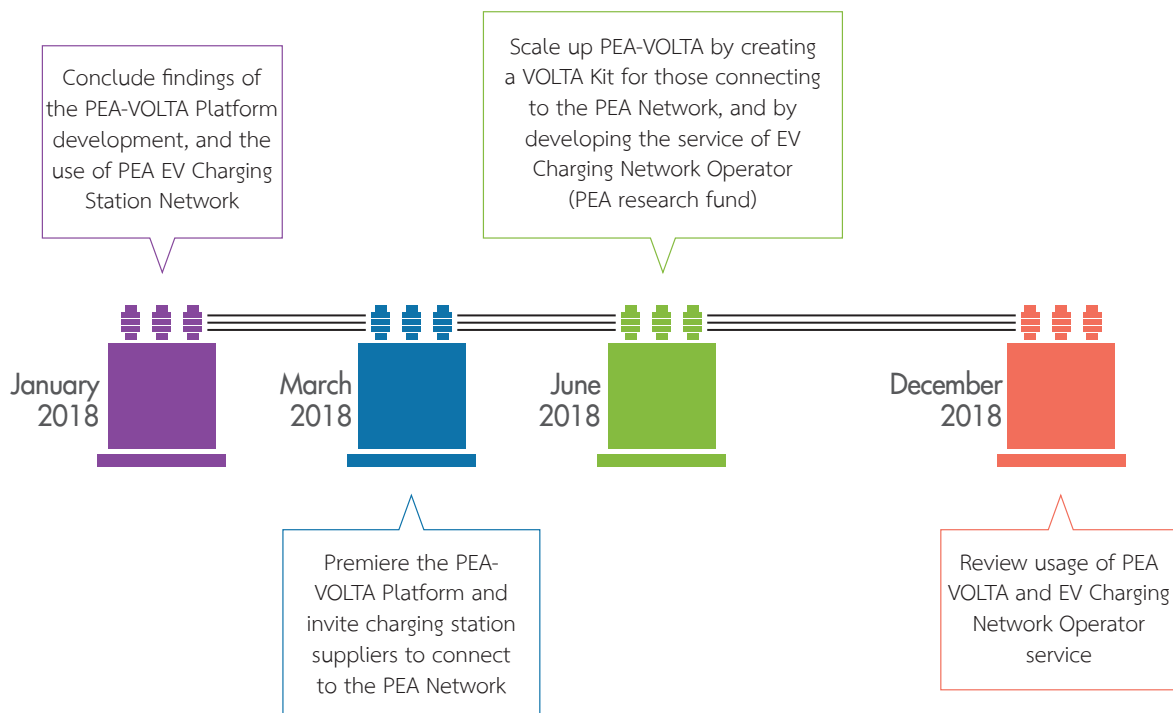 Conclude findings of
the PEA-VOLTA Platform
development, and the
use of PEA EV Charging
Station Network
Scale up PEA-VOLTA by creating
a VOLTA Kit for those connecting
to the PEA Network, and by
developing the service of EV
Charging Network Operator
(PEA research fund)
January
2018
March
2018
June
2018
December
2018
Premiere the PEA-
VOLTA Platform and
invite charging station
suppliers to connect
to the PEA Network
Review usage of PEA
VOLTA and EV Charging
Network Operator
service